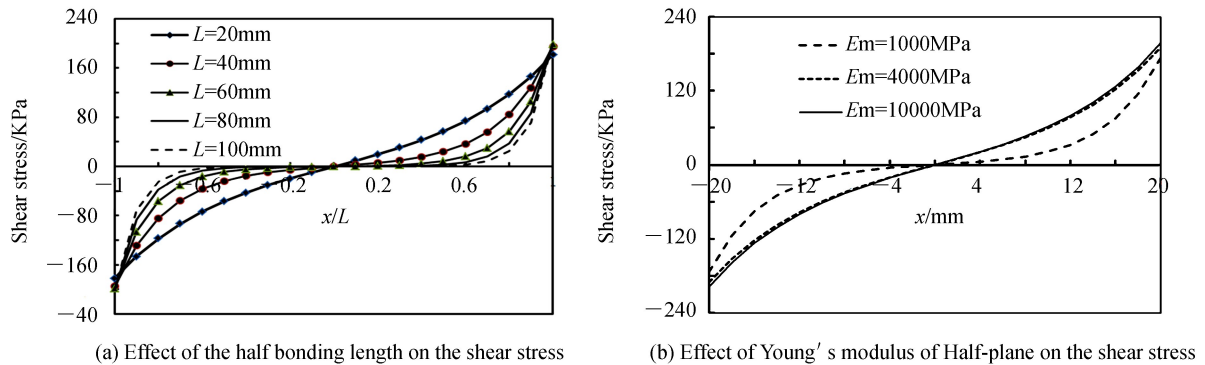 240
160
80
0
−80
−160
−40
Shear stress/KPa
L=20mm
L=40mm
L=60mm
L=80mm
L=100mm
−1
−0.6
−0.2
0.2
0.6
x/L
(a) Effect of the half bonding length on the shear stress
240
120
0
−120
−240
Shear stress/KPa
Em=1000MPa
Em=4000MPa
Em=10000MPa
−20
−12
−4
4
12
20
x/mm
(b) Effect of Young′ s modulus of Half-plane on the shear stress